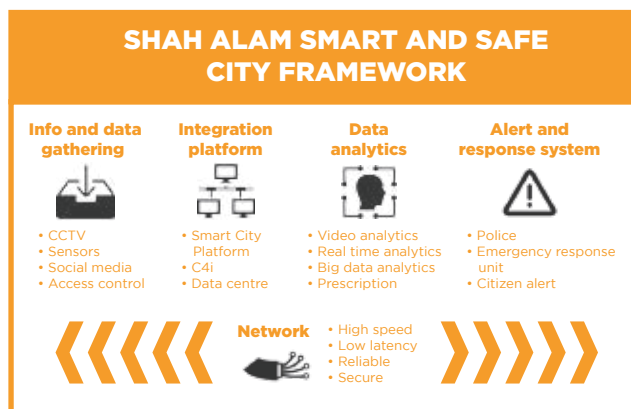 SHAH ALAM SMART AND SAFE
CITY FRAMEWORK
Info and data
gathering
• CCTV
• Sensors
• Social media
• Access control
Integration
platform
• Smart City
Platform
• C4i
• Data centre
Data
analytics
• Video analytics
• Real time analytics
• Big data analytics
• Prescription
Alert and
response system
• Police
• Emergency response
unit
• Citizen alert
Network
• High speed
• Low latency
• Reliable
• Secure